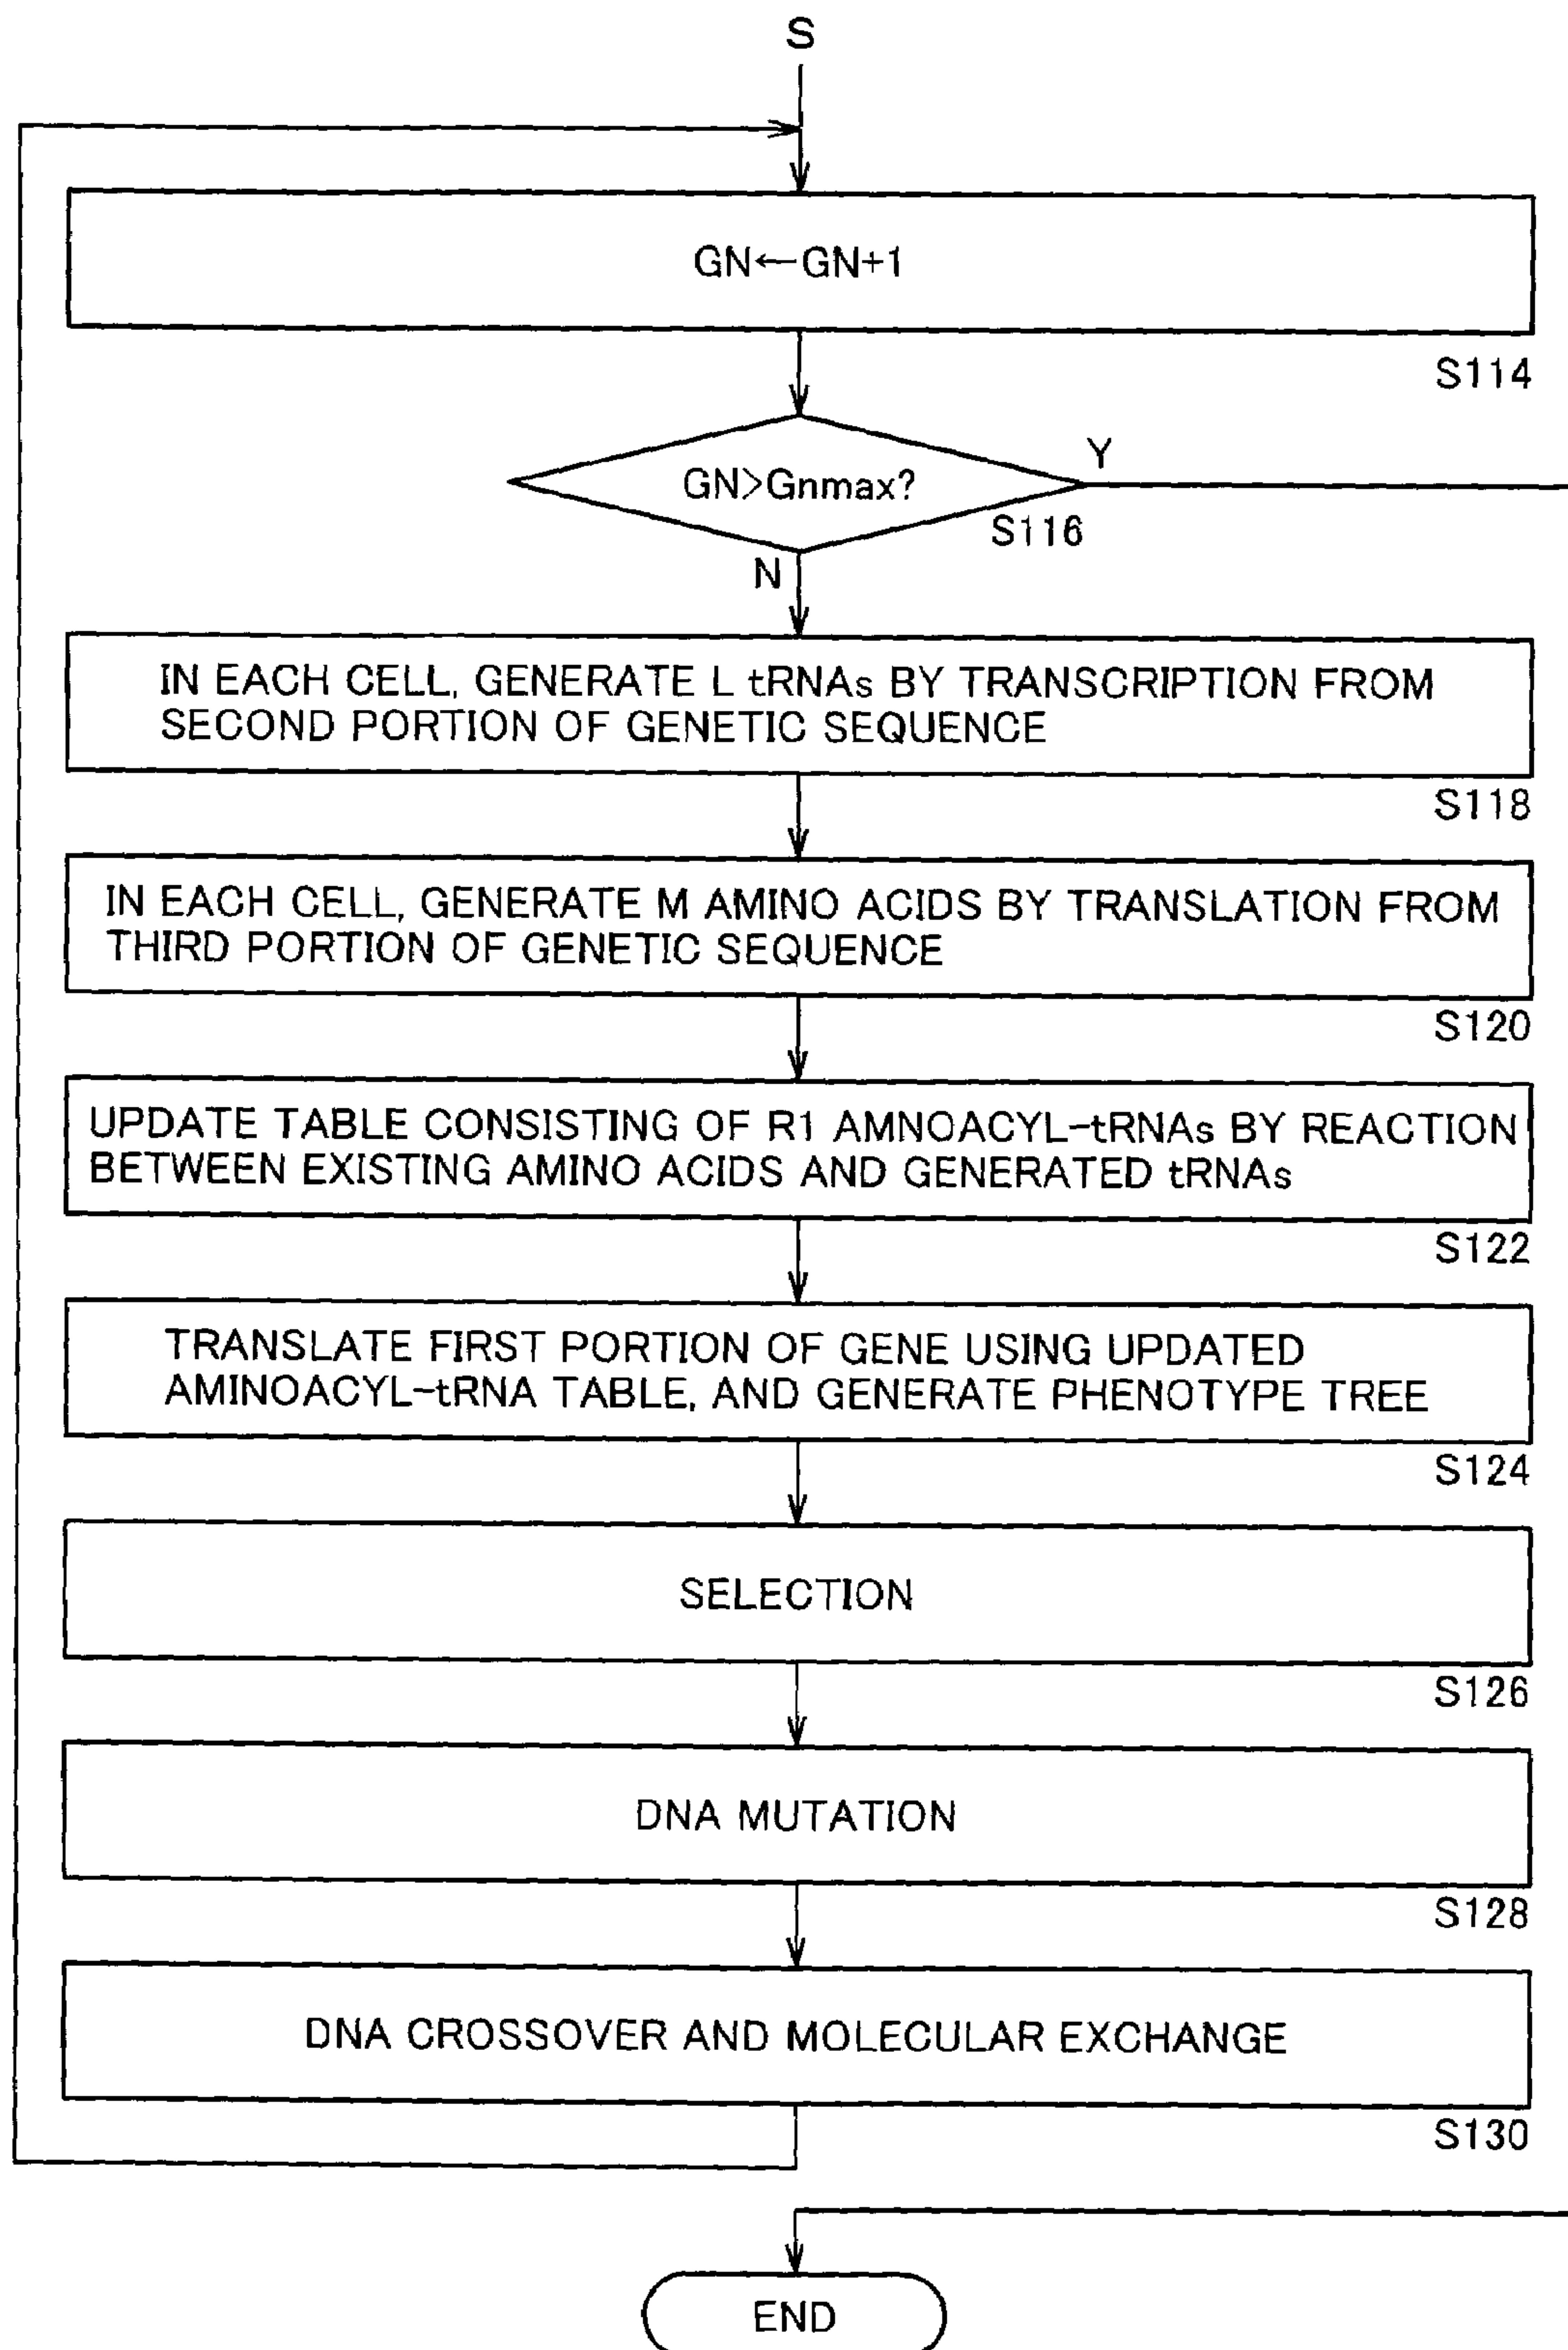 S
GN←GN+1
S114
GN>Gnmax?
Y
S116
N
IN EACH CELL, GENERATE L tRNAs BY TRANSCRIPTION FROM
SECOND PORTION OF GENETIC SEQUENCE
S118
IN EACH CELL, GENERATE M AMINO ACIDS BY TRANSLATION FROM
THIRD PORTION OF GENETIC SEQUENCE
S120
UPDATE TABLE CONSISTING OF R1 AMNOACYL-tRNAs BY REACTION
BETWEEN EXISTING AMINO ACIDS AND GENERATED tRNAs
S122
TRANSLATE FIRST PORTION OF GENE USING UPDATED
AMINOACYL-tRNA TABLE, AND GENERATE PHENOTYPE TREE
S124
SELECTION
S126
DNA MUTATION
S128
DNA CROSSOVER AND MOLECULAR EXCHANGE
S130
END